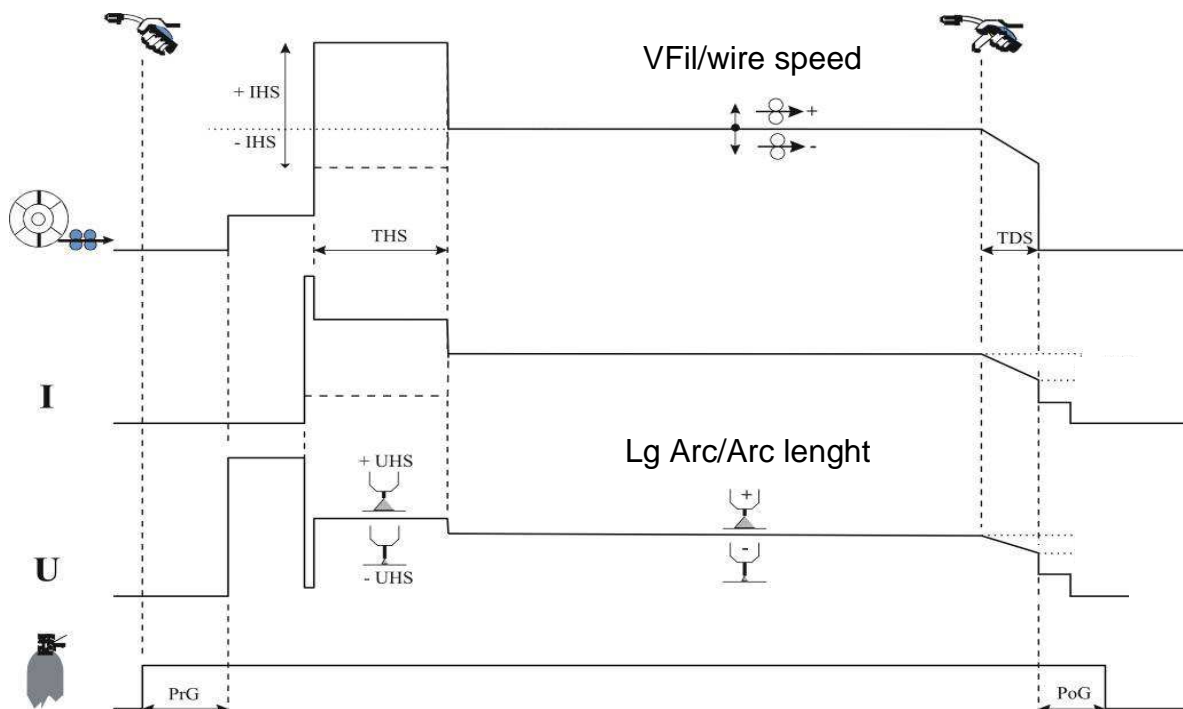 VFil/wire speed
+ IHS
+
- IHS
-
THS
TDS
I
Lg Arc/Arc lenght
+ UHS
+
-
U
- UHS
PrG
PoG